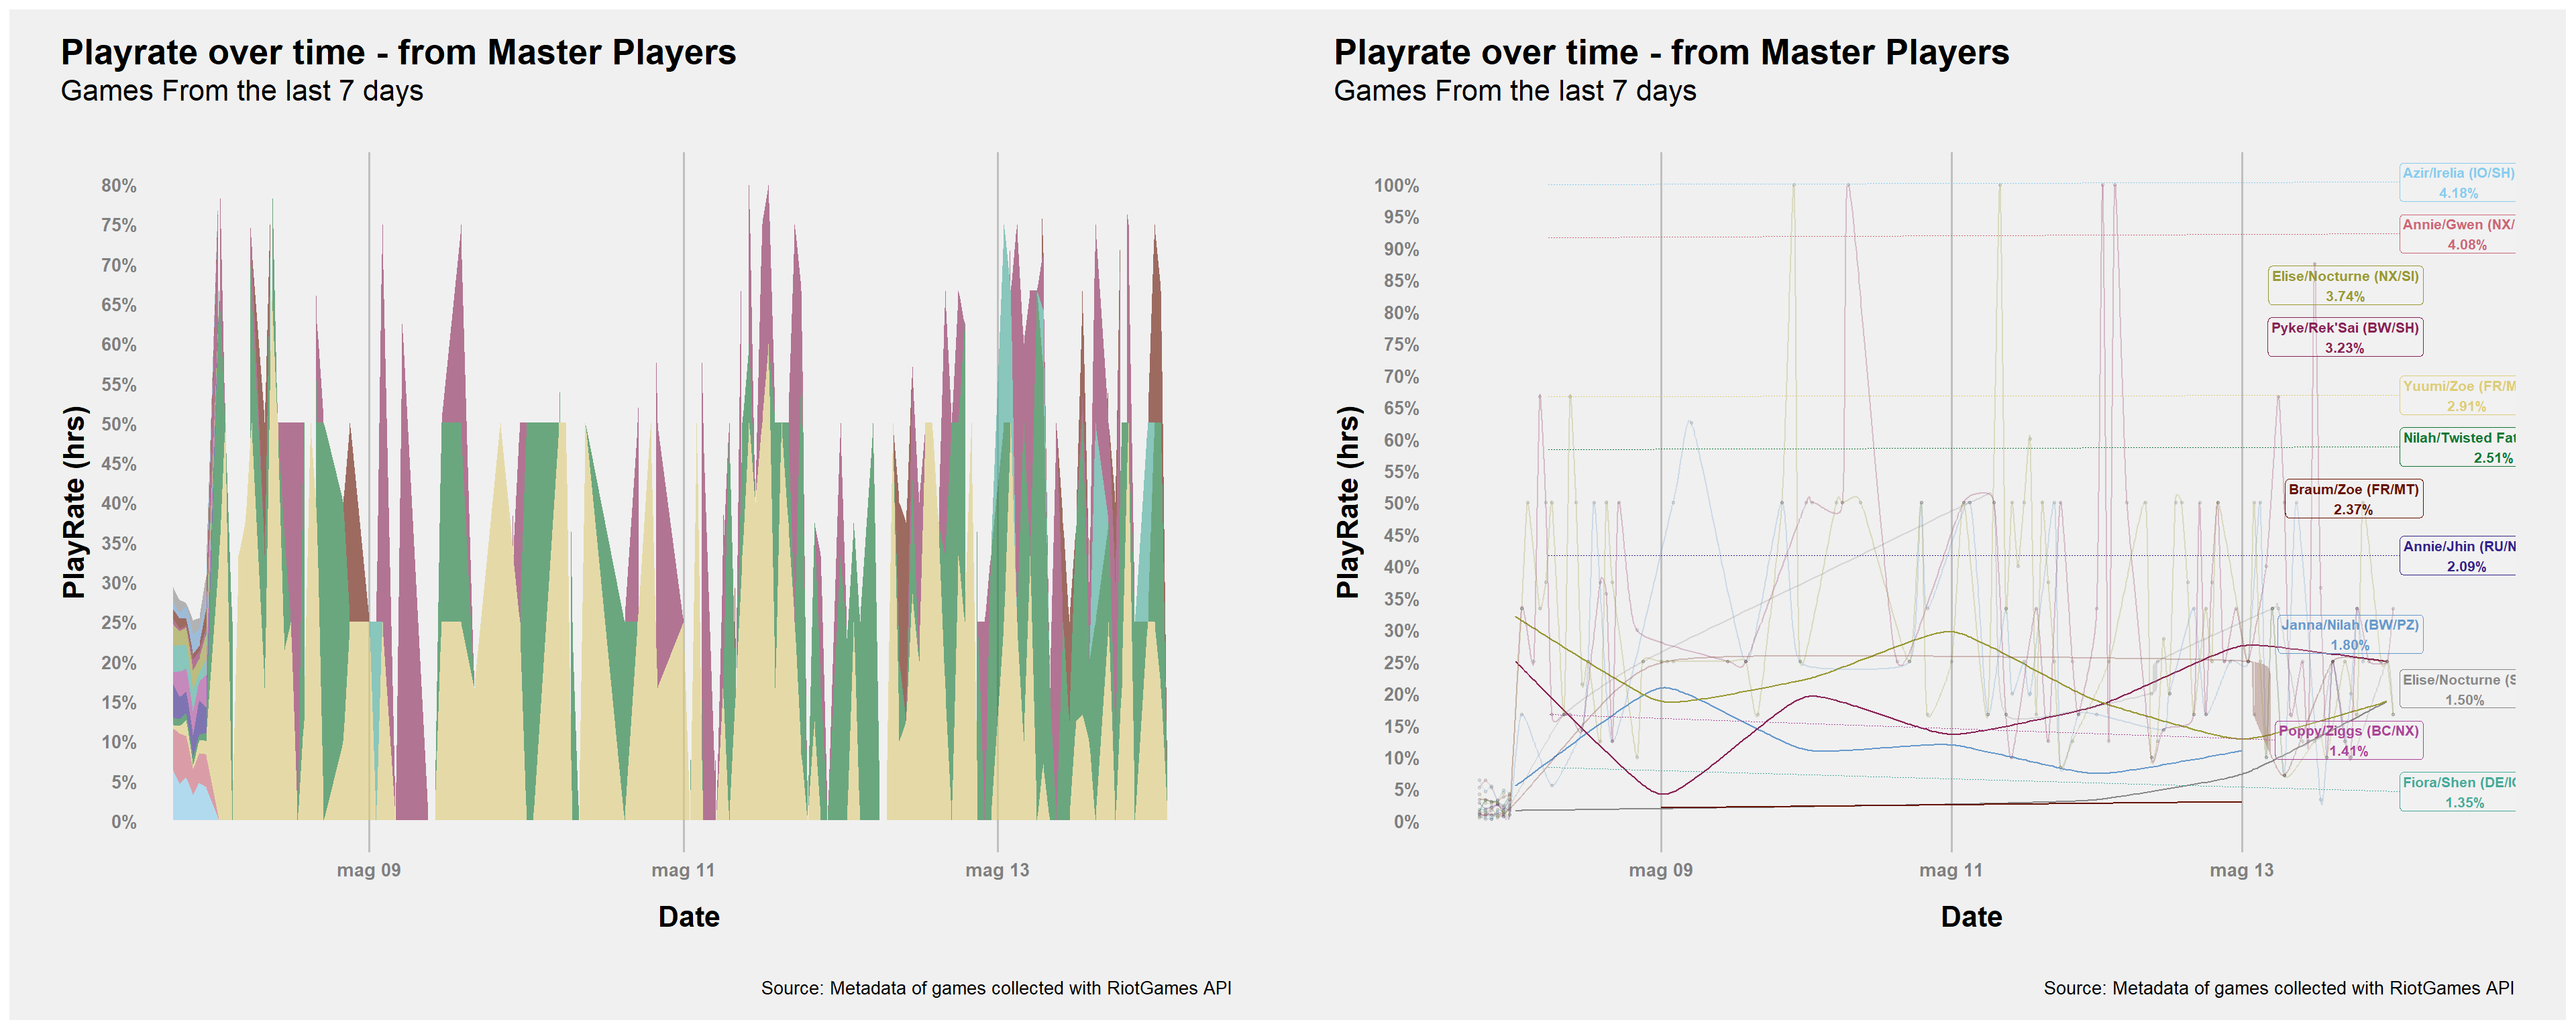 Playrate over time - from Master Players
Games From the last 7 days
PlayRate (hrs)
80%
75%
70%
65%
60%
55%
50%
45%
40%
35%
30%
25%
20%
15%
10%
5%
0%
mag 09
mag 11
mag 13
Date
Source: Metadata of games collected with RiotGames API
Playrate over time - from Master Players
Games From the last 7 days
PlayRate (hrs)
100%
95%
90%
85%
80%
75%
70%
65%
60%
55%
50%
45%
40%
35%
30%
25%
20%
15%
10%
5%
0%
Azir/Irelia (IO/SH)
4.18%
Annie/Gwen (NX/
4.08%
Elise/Nocturne (NX/SI)
3.74%
Pyke/Rek'Sai (BW/SH)
3.23%
Yuumi/Zoe (FR/M
2.91%
Nilah/Twisted Fat
2.51%
Braum/Zoe (FR/MT)
2.37%
Annie/Jhin (RU/N
2.09%
Janna/Nilah (BW/PZ)
1.80%
Elise/Nocturne (S
1.50%
Poppy/Ziggs (BC/NX)
1.41%
Fiora/Shen (DE/IO
1.35%
mag 09
mag 11
mag 13
Date
Source: Metadata of games collected with RiotGames API